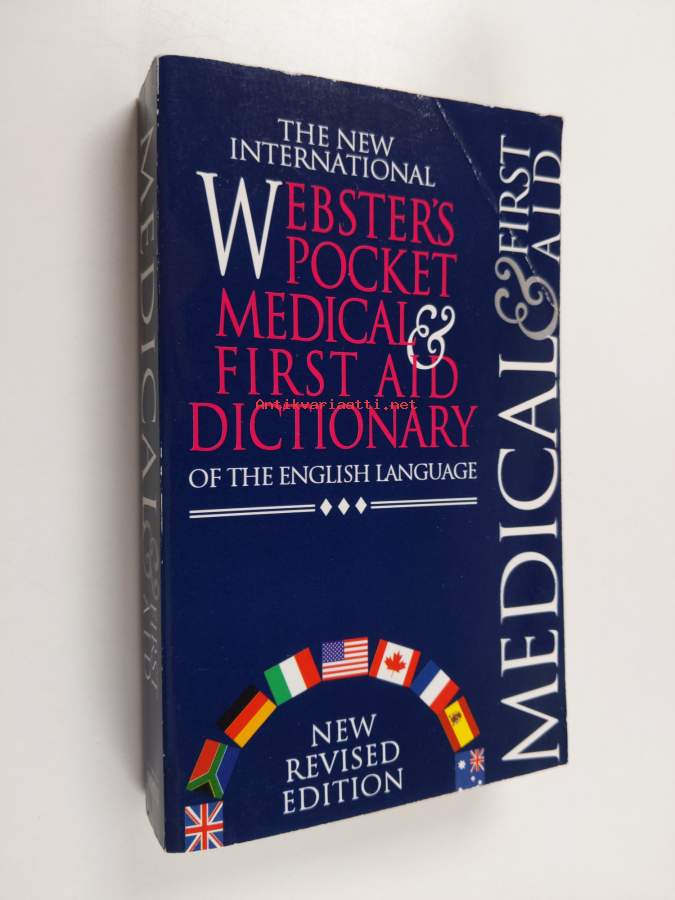 THE NEW
INTERNATIONAL
WEBSTER'S
POCKET
MEDICAL &
FIRST AID
DICTIONARY
OF THE ENGLISH LANGUAGE
NEW
REVISED
EDITION
MEDICAL & FIRST AID
MEDICAL & FIRST
Antikvariaatti.net